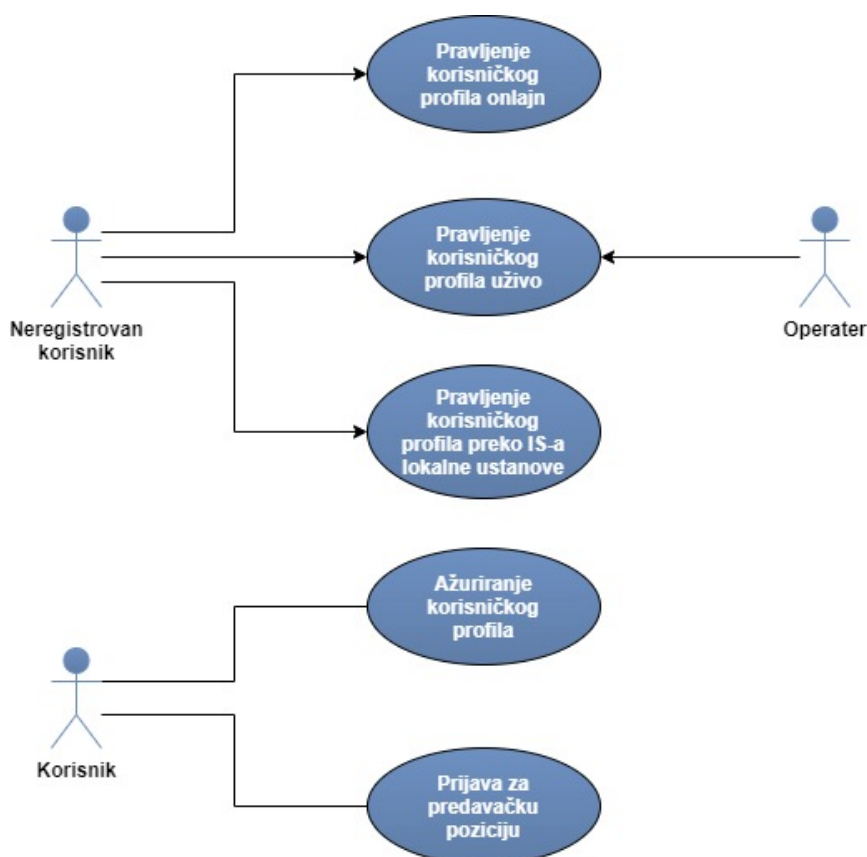 Pravljenje
korisničkog
profila onlajn
Neregistrovan
korisnik
Pravljenje
korisničkog
profila uživo
Operater
Pravljenje
korisničkog
profila preko IS-a
lokalne ustanove
Ažuriranje
korisničkog
profila
Korisnik
Prijava za
predavačku
poziciju